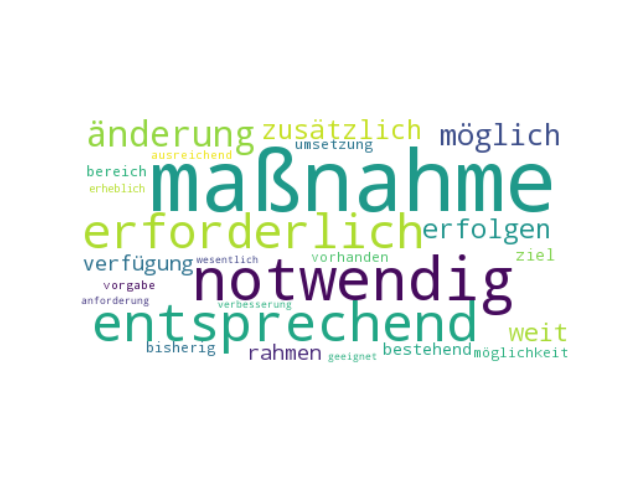 änderung zusätzlich möglich
umsetzung
ausreichend
bereich maßnahme
erheblich
erforderlich erfolgen
vorhanden ziel
verfügung wesentlich notwendig
vorgabe
anforderung verbesserung
entsprechend weit
bisherig rahmen geeignet bestehend möglichkeit